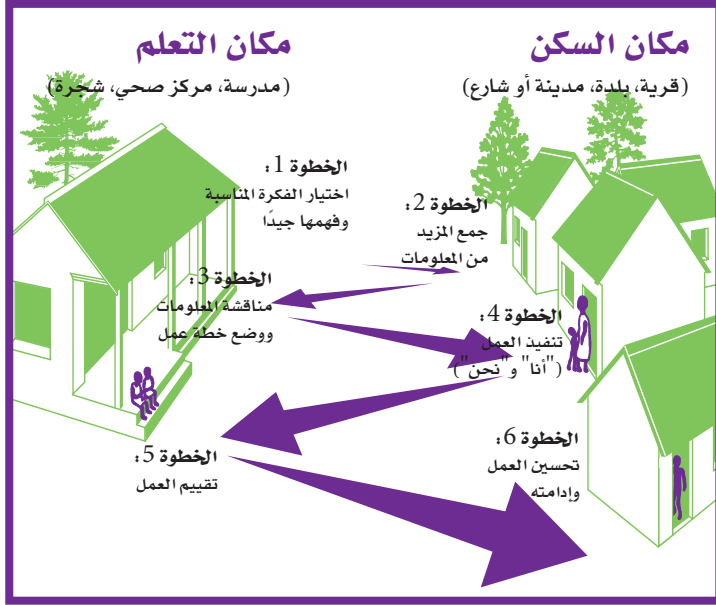 مكان السكن
(قرية، بلدة، مدينة أو شارع)
مكان التعلم
(مدرسة، مركز صحي، شجرة)
الخطوة 1:
اختيار الفكرة المناسبة
وفهمها جيدًا
الخطوة 2:
جمع المزيد
من المعلومات
الخطوة 3:
مناقشة المعلومات
ووضع خطة عمل
الخطوة 4:
تنفيذ العمل
("أنا" و"نحن")
الخطوة 5:
تقييم العمل
الخطوة 6:
تحسين العمل
وإدامته